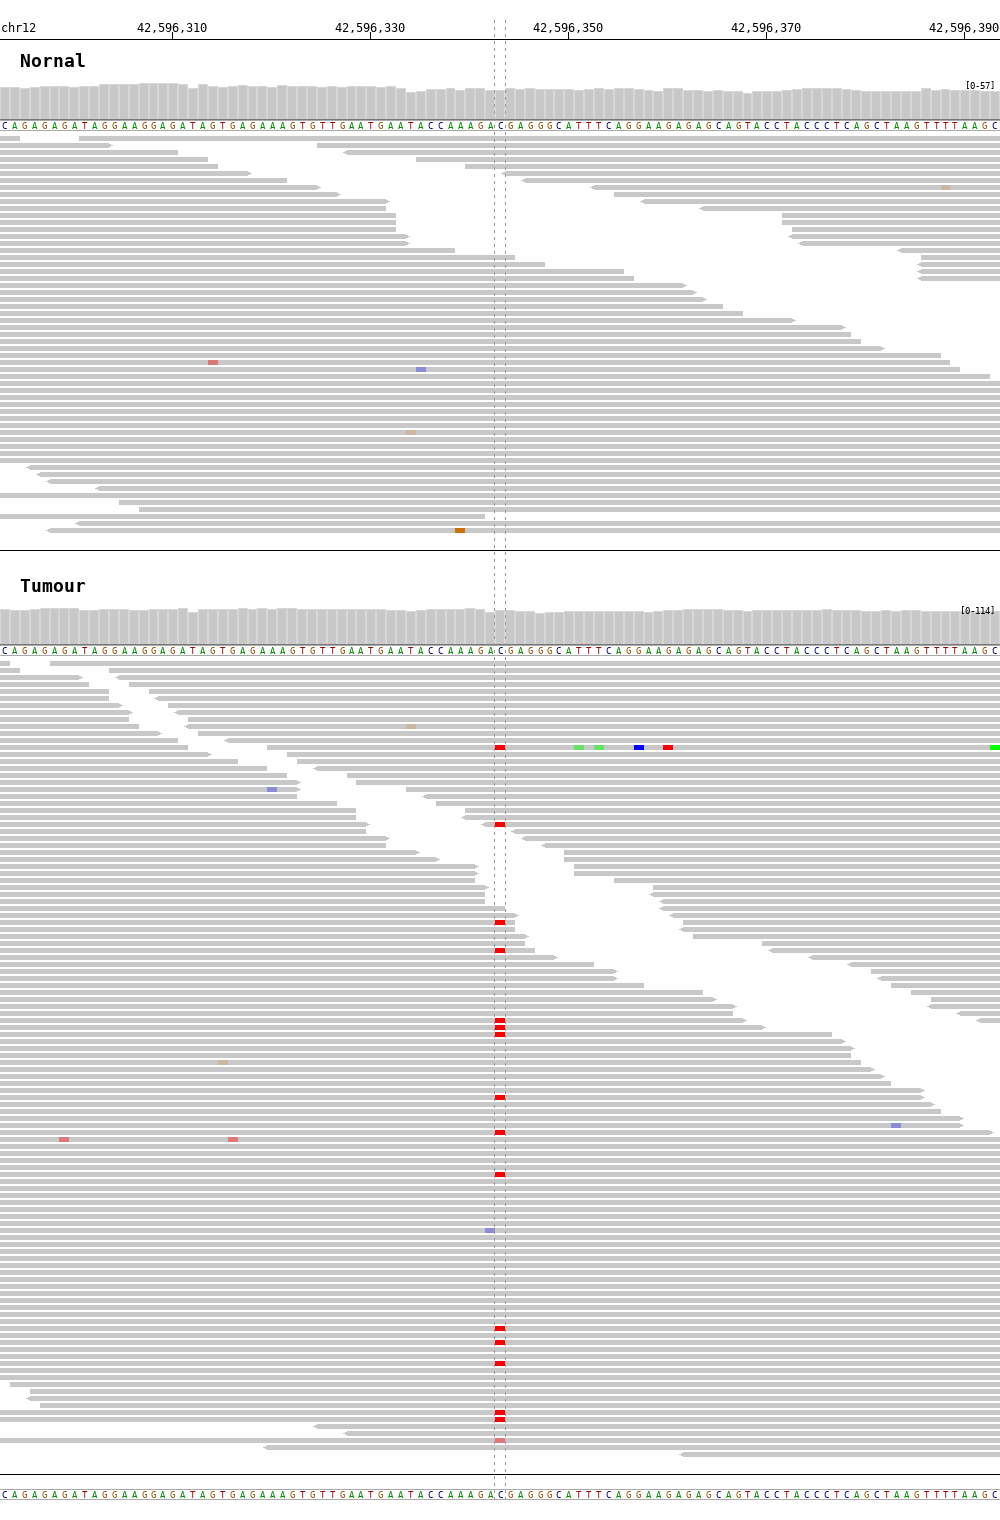 chr12 42,596,310 42,596,330 42,596,350 42,596,370 42,596,390
Nornal
[0-57]
CAGAGAGATAGGAAGGAGATAGTGAGAAAGTGTTGAATGAATACCAAAGACGAGGGCATTTCAGGAAGAGAGCAGTACCTACCCTCAGCTAAGTTTTAAGC
Tumour
[0-114]
CAGAGAGATAGGAAGGAGATAGTGAGAAAGTGTTGAATGAATACCAAAGACGAGGGCATTTCAGGAAGAGAGCAGTACCTACCCTCAGCTAAGTTTTAAGC
CAGAGAGATAGGAAGGAGATAGTGAGAAAGTGTTGAATGAATACCAAAGACGAGGGCATTTCAGGAAGAGAGCAGTACCTACCCTCAGCTAAGTTTTAAGC